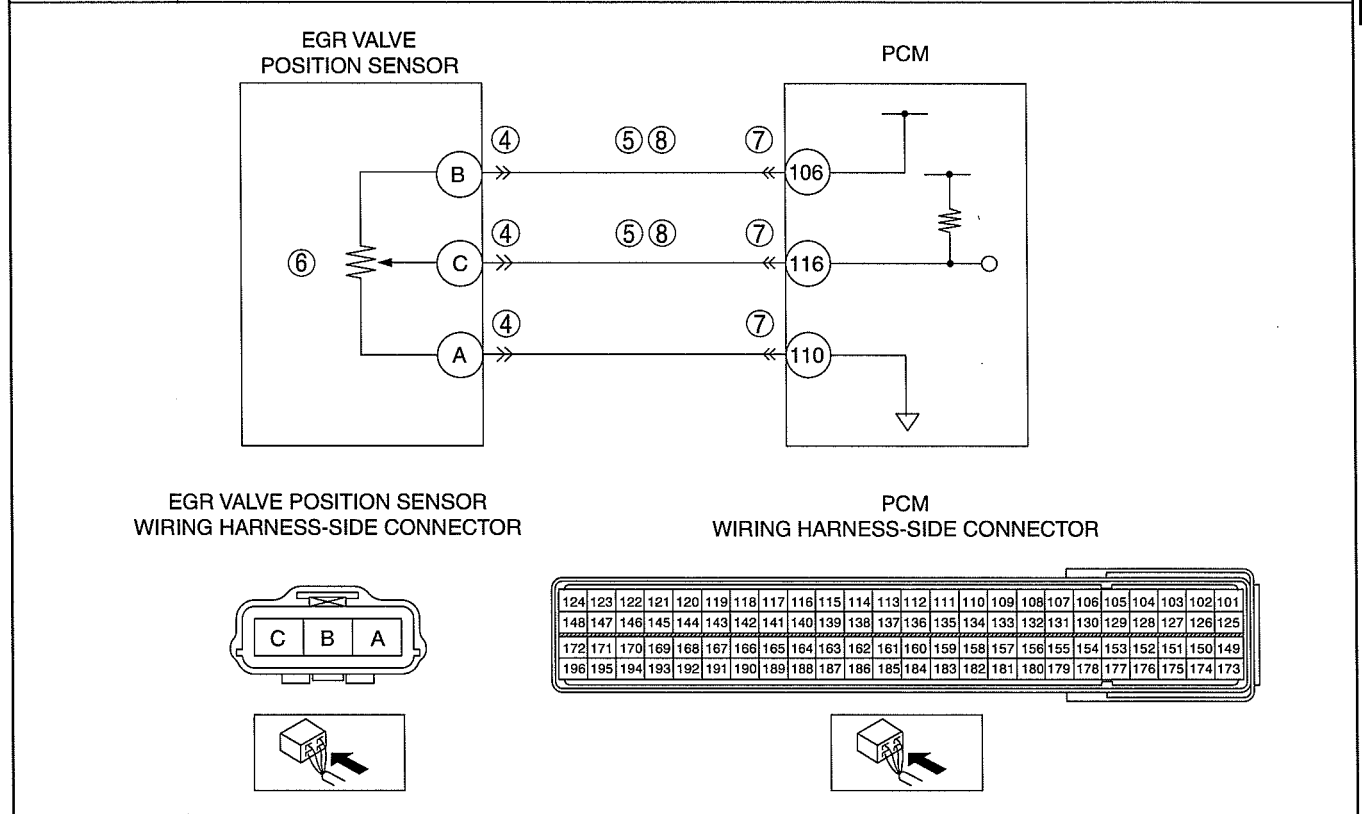 EGR VALVE
POSITION SENSOR
PCM
④ ⑤ ⑧ ⑦
B 106
④ ⑤ ⑧ ⑦
⑥ C 116
④ ⑦
A 110
EGR VALVE POSITION SENSOR
WIRING HARNESS-SIDE CONNECTOR
PCM
WIRING HARNESS-SIDE CONNECTOR
C B A
124 123 122 121 120 119 118 117 116 115 114 113 112 111 110 109 108 107 106 105 104 103 102 101
148 147 146 145 144 143 142 141 140 139 138 137 136 135 134 133 132 131 130 129 128 127 126 125
172 171 170 169 168 167 166 165 164 163 162 161 160 159 158 157 156 155 154 153 152 151 150 149
196 195 194 193 192 191 190 189 188 187 186 185 184 183 182 181 180 179 178 177 176 175 174 173